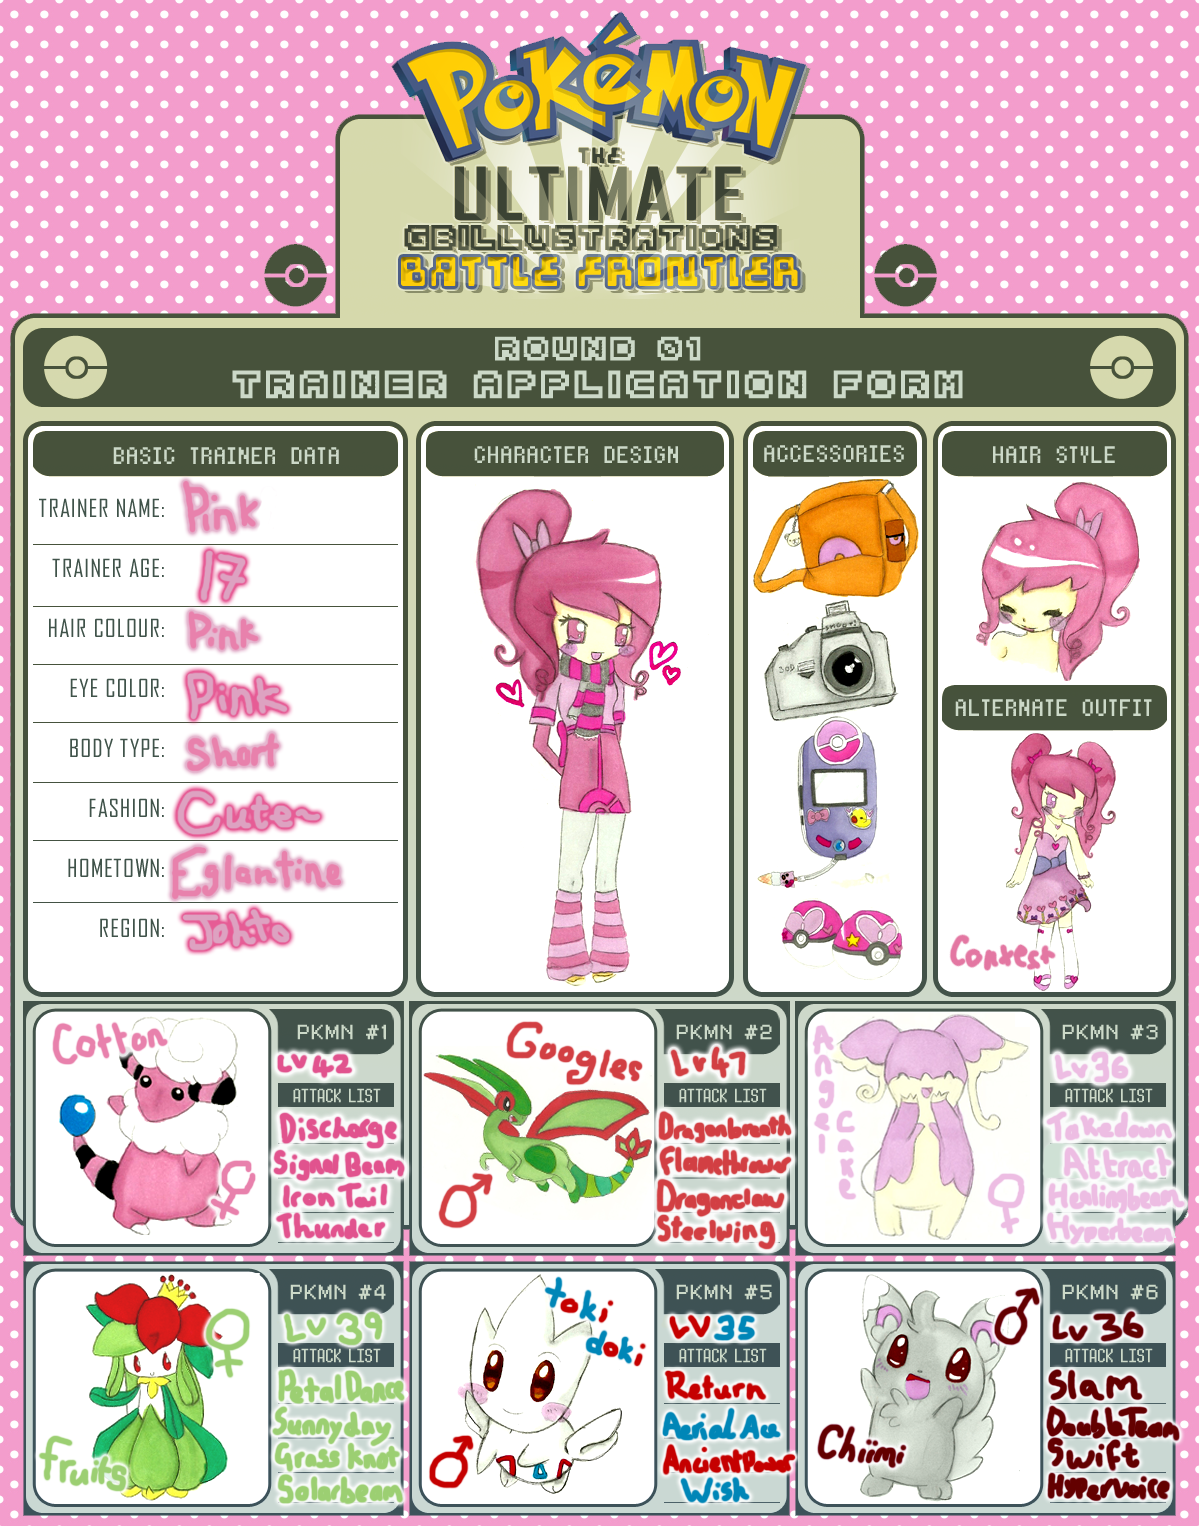 POKéMON
THE
ULTIMATE
GBILLUSTRATIONS
BATTLE FRONTIER
ROUND 01
TRAINER APPLICATION FORM
BASIC TRAINER DATA
TRAINER NAME: Pink
TRAINER AGE: 17
HAIR COLOUR: Pink
EYE COLOR: Pink
BODY TYPE: Short
FASHION: Cute~
HOMETOWN: Eglantine
REGION: Johto
CHARACTER DESIGN
ACCESSORIES
30D
HAIR STYLE
ALTERNATE OUTFIT
Contest
Cotton
PKMN #1
Lv 42
ATTACK LIST
Discharge
Signal Beam
Iron Tail
Thunder
Googles
PKMN #2
Lv 47
ATTACK LIST
Dragonbreath
Flamethrower
Dragonclaw
Steelwing
Angel
Cake
PKMN #3
Lv 36
ATTACK LIST
Takedown
Attract
Healingbeam
Hyperbeam
Fruits
PKMN #4
Lv 39
ATTACK LIST
Petal Dance
Sunnyday
Grass knot
Solarbeam
toki
doki
PKMN #5
LV 35
ATTACK LIST
Return
Aerial Ace
AncientPower
Wish
Chiimi
PKMN #6
Lv 36
ATTACK LIST
Slam
DoubleTeam
Swift
Hypervoice